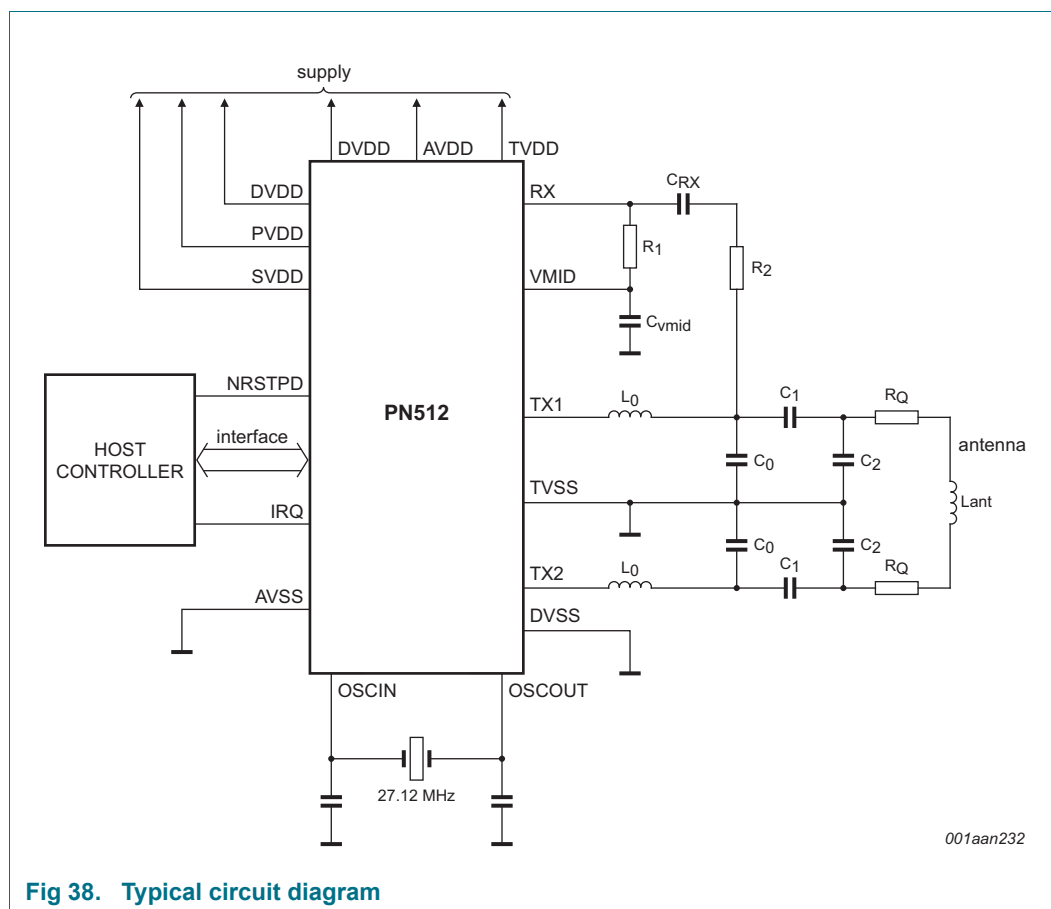 supply
DVDD AVDD TVDD
DVDD
PVDD
SVDD
RX
CRX
R1
R2
VMID
Cvmid
NRSTPD
HOST
CONTROLLER
interface
IRQ
PN512
TX1
L0
C1
RQ
antenna
C0
C2
Lant
TVSS
C0
C2
TX2
L0
C1
RQ
AVSS
DVSS
OSCIN
OSCOUT
27.12 MHz
001aan232
Fig 38. Typical circuit diagram